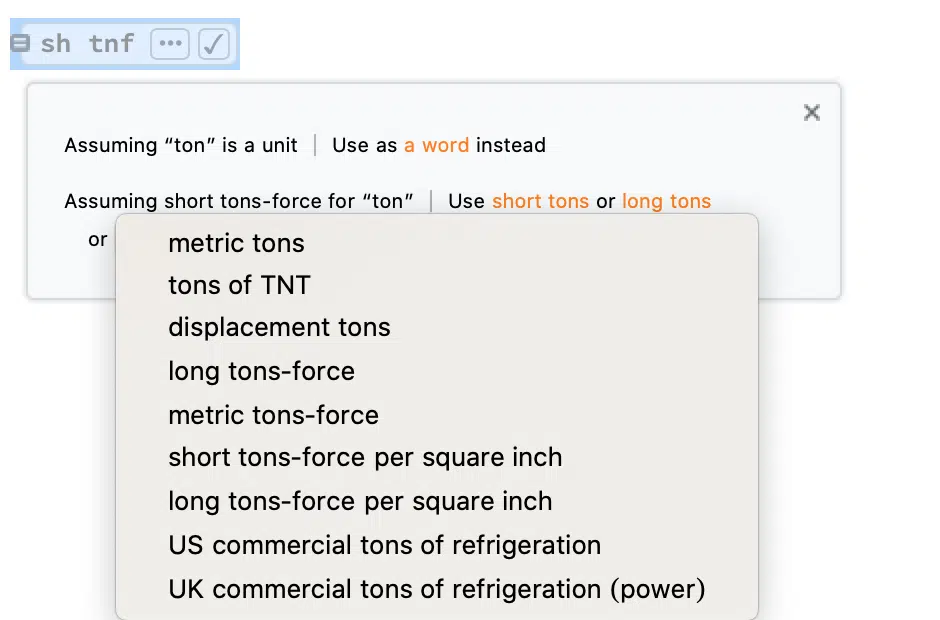 sh tnf
Assuming “ton” is a unit | Use as a word instead
Assuming short tons-force for “ton” | Use short tons or long tons
or
metric tons
tons of TNT
displacement tons
long tons-force
metric tons-force
short tons-force per square inch
long tons-force per square inch
US commercial tons of refrigeration
UK commercial tons of refrigeration (power)